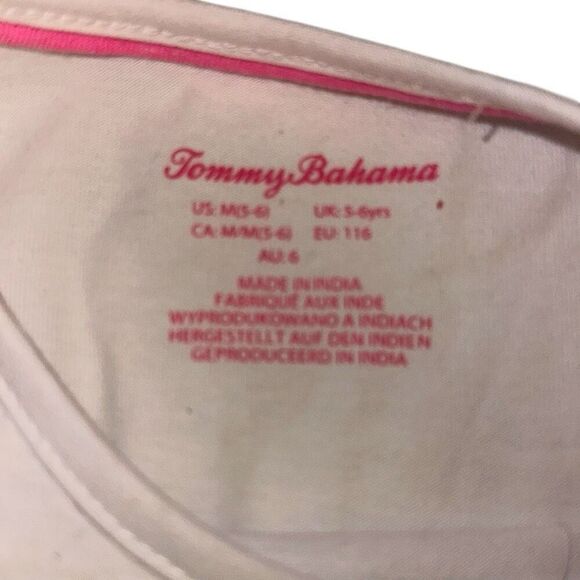 Tommy Bahama
US: M(5-6) UK: 5-6yrs
CA: M/M(5-6) EU: 116
AU: 6
MADE IN INDIA
FABRIQUÉ AUX INDE
WYPRODUKOWANO A INDIACH
HERGESTELLT AUF DEN INDIEN
GEPRODUCEERD IN INDIA